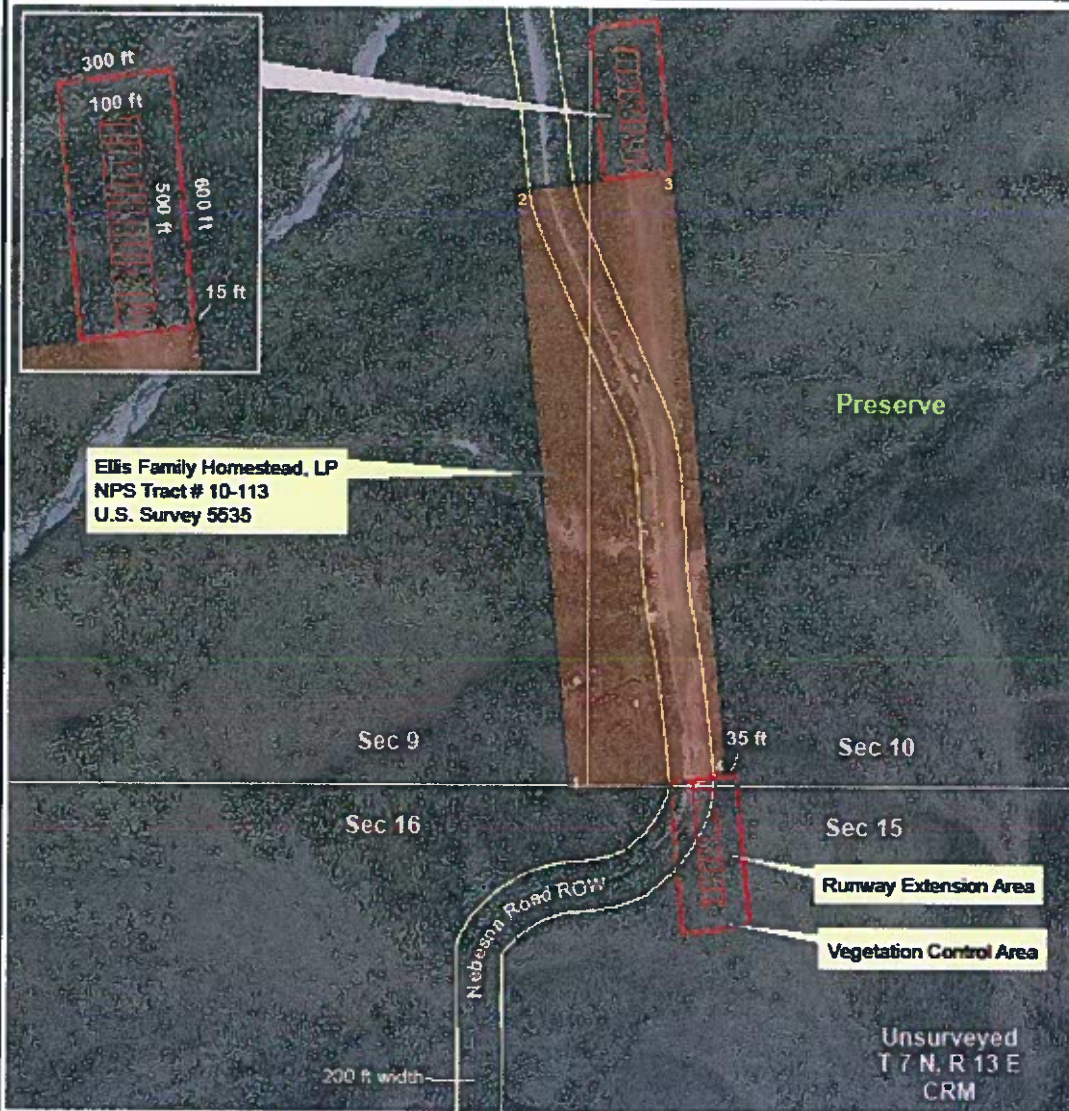 300 ft
100 ft
500 ft
600 ft
15 ft
2
3
Preserve
Ellis Family Homestead, LP
NPS Tract # 10-113
U.S. Survey 5535
Sec 9
35 ft
Sec 10
1
4
Sec 16
Sec 15
Runway Extension Area
Nabesna Road ROW
Vegetation Control Area
Unsurveyed
T 7 N, R 13 E
CRM
200 ft width